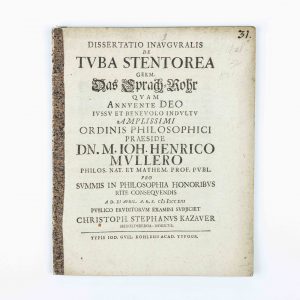 31.
DISSERTATIO INAVGVRALIS
DE
TVBA STENTOREA
GERM.
Das Sprach-Rohr
QVAM
ANNVENTE DEO
IVSSV ET BENEVOLO INDVLTV
AMPLISSIMI
ORDINIS PHILOSOPHICI
PRAESIDE
DN. M. IOH. HENRICO
MVLLERO
PHILOS. NAT. ET MATHEM. PROF. PVBL.
PRO
SVMMIS IN PHILOSOPHIA HONORIBVS
RITE CONSEQVENDIS
PVBLICO ERVDITORVM EXAMINI SVBJICIET
CHRISTOPH. STEPHANVS KAZAVER
TYPIS IOD. GVIL. KOHLESII ACAD. TYPOGR.